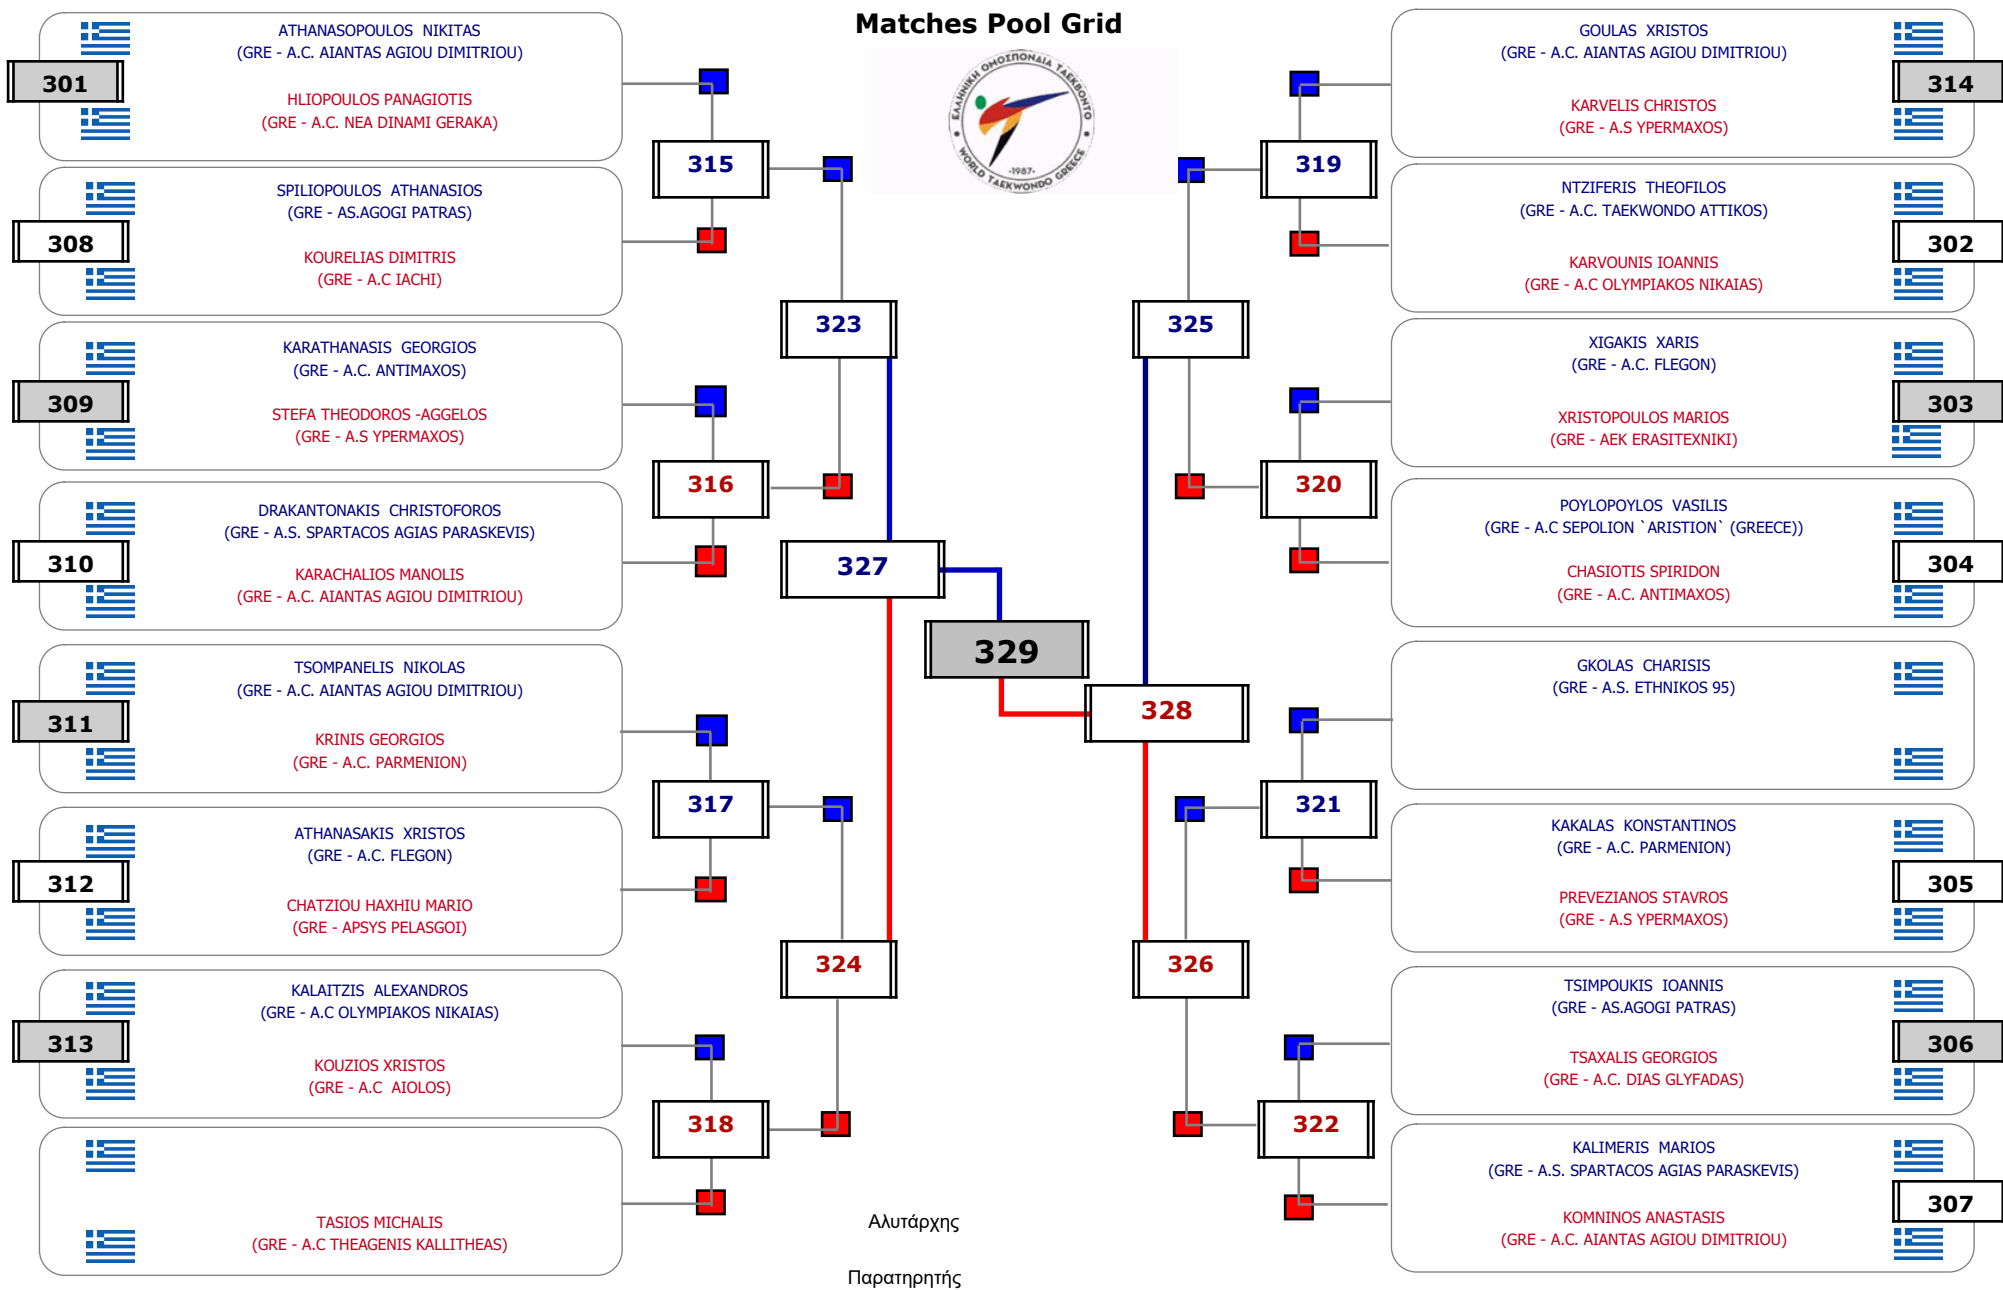 Matches Pool Grid
ΕΛΛΗΝΙΚΗ ΟΜΟΣΠΟΝΔΙΑ ΤΑΕΚΒΟΝΤΟ
-1987-
WORLD TAEKWONDO GREECE
ATHANASOPOULOS NIKITAS
(GRE - A.C. AIANTAS AGIOU DIMITRIOU)
301
HLIOPOULOS PANAGIOTIS
(GRE - A.C. NEA DINAMI GERAKA)
SPILIOPOULOS ATHANASIOS
(GRE - AS.AGOGI PATRAS)
308
KOURELIAS DIMITRIS
(GRE - A.C IACHI)
KARATHANASIS GEORGIOS
(GRE - A.C. ANTIMAXOS)
309
STEFA THEODOROS -AGGELOS
(GRE - A.S YPERMAXOS)
DRAKANTONAKIS CHRISTOFOROS
(GRE - A.S. SPARTACOS AGIAS PARASKEVIS)
310
KARACHALIOS MANOLIS
(GRE - A.C. AIANTAS AGIOU DIMITRIOU)
TSOMPANELIS NIKOLAS
(GRE - A.C. AIANTAS AGIOU DIMITRIOU)
311
KRINIS GEORGIOS
(GRE - A.C. PARMENION)
ATHANASAKIS XRISTOS
(GRE - A.C. FLEGON)
312
CHATZIOU HAXHIU MARIO
(GRE - APSYS PELASGOI)
KALAITZIS ALEXANDROS
(GRE - A.C OLYMPIAKOS NIKAIAS)
313
KOUZIOS XRISTOS
(GRE - A.C AIOLOS)
TASIOS MICHALIS
(GRE - A.C THEAGENIS KALLITHEAS)
315
316
317
318
323
324
327
329
328
325
326
319
320
321
322
GOULAS XRISTOS
(GRE - A.C. AIANTAS AGIOU DIMITRIOU)
314
KARVELIS CHRISTOS
(GRE - A.S YPERMAXOS)
NTZIFERIS THEOFILOS
(GRE - A.C. TAEKWONDO ATTIKOS)
302
KARVOUNIS IOANNIS
(GRE - A.C OLYMPIAKOS NIKAIAS)
XIGAKIS XARIS
(GRE - A.C. FLEGON)
303
XRISTOPOULOS MARIOS
(GRE - AEK ERASITEXNIKI)
POYLOPOYLOS VASILIS
(GRE - A.C SEPOLION `ARISTION` (GREECE))
304
CHASIOTIS SPIRIDON
(GRE - A.C. ANTIMAXOS)
GKOLAS CHARISIS
(GRE - A.S. ETHNIKOS 95)
KAKALAS KONSTANTINOS
(GRE - A.C. PARMENION)
305
PREVEZIANOS STAVROS
(GRE - A.S YPERMAXOS)
TSIMPOUKIS IOANNIS
(GRE - AS.AGOGI PATRAS)
306
TSAXALIS GEORGIOS
(GRE - A.C. DIAS GLYFADAS)
KALIMERIS MARIOS
(GRE - A.S. SPARTACOS AGIAS PARASKEVIS)
307
KOMNINOS ANASTASIS
(GRE - A.C. AIANTAS AGIOU DIMITRIOU)
Αλυτάρχης
Παρατηρητής